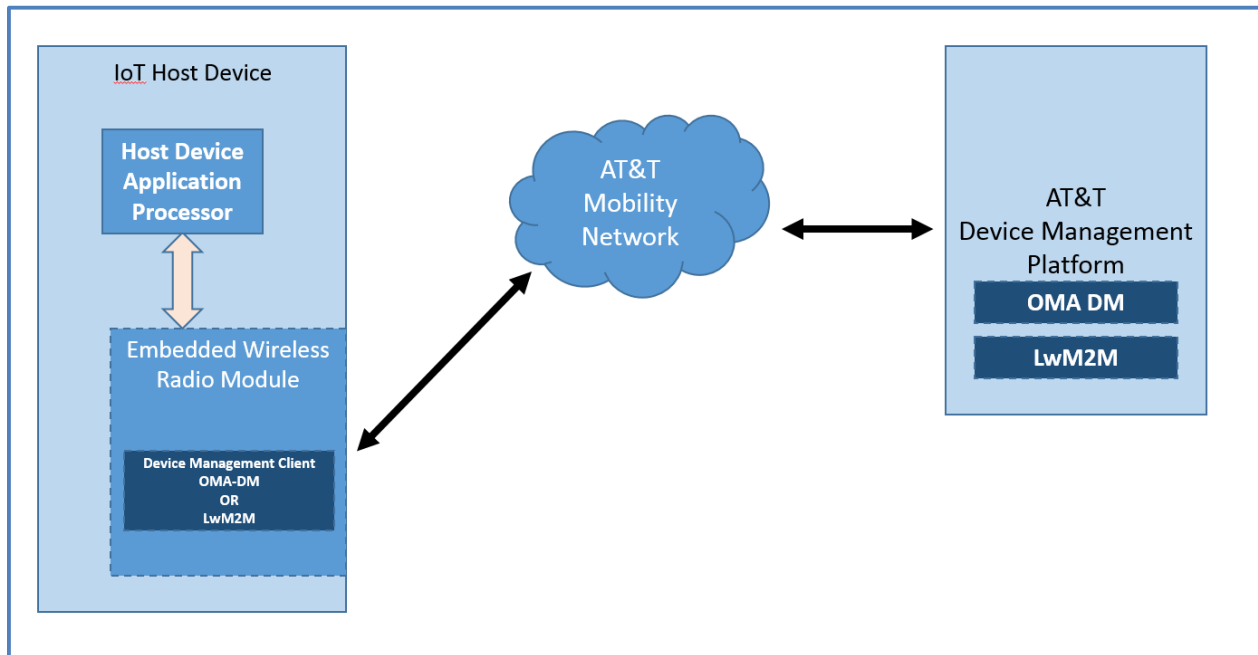 IoT Host Device
Host Device
Application
Processor
Embedded Wireless
Radio Module
Device Management Client
OMA-DM
OR
LwM2M
AT&T
Mobility
Network
AT&T
Device Management
Platform
OMA DM
LwM2M